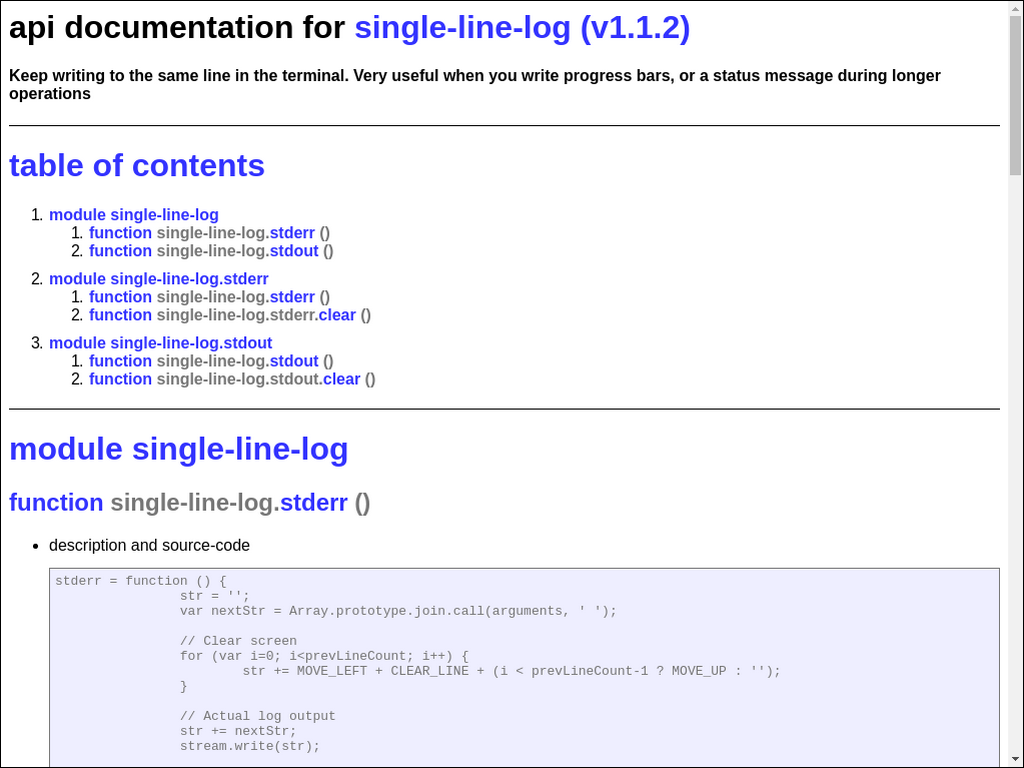 api documentation for single-line-log (v1.1.2)
Keep writing to the same line in the terminal. Very useful when you write progress bars, or a status message during longer
operations
table of contents
1. module single-line-log
1. function single-line-log.stderr ()
2. function single-line-log.stdout ()
2. module single-line-log.stderr
1. function single-line-log.stderr ()
2. function single-line-log.stderr.clear ()
3. module single-line-log.stdout
1. function single-line-log.stdout ()
2. function single-line-log.stdout.clear ()
module single-line-log
function single-line-log.stderr ()
• description and source-code
stderr = function () {
str = '';
var nextStr = Array.prototype.join.call(arguments, ' ');
// Clear screen
for (var i=0; i<prevLineCount; i++) {
str += MOVE_LEFT + CLEAR_LINE + (i < prevLineCount-1 ? MOVE_UP : '');
}
// Actual log output
str += nextStr;
stream.write(str);